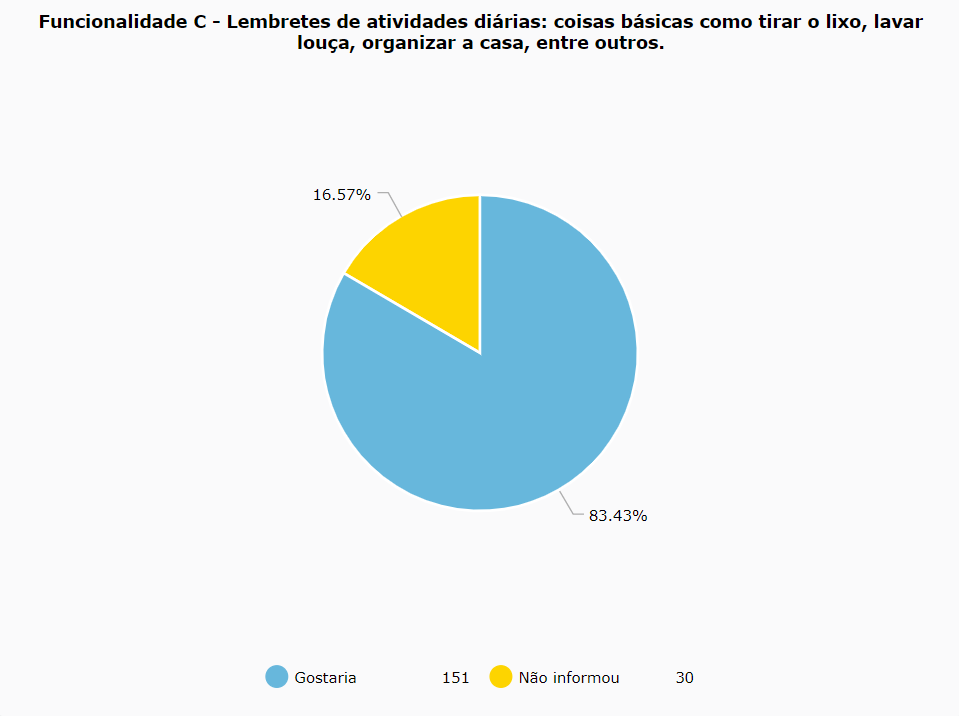 Funcionalidade C - Lembretes de atividades diárias: coisas básicas como tirar o lixo, lavar
louça, organizar a casa, entre outros.
16.57%
83.43%
Gostaria 151 Não informou 30